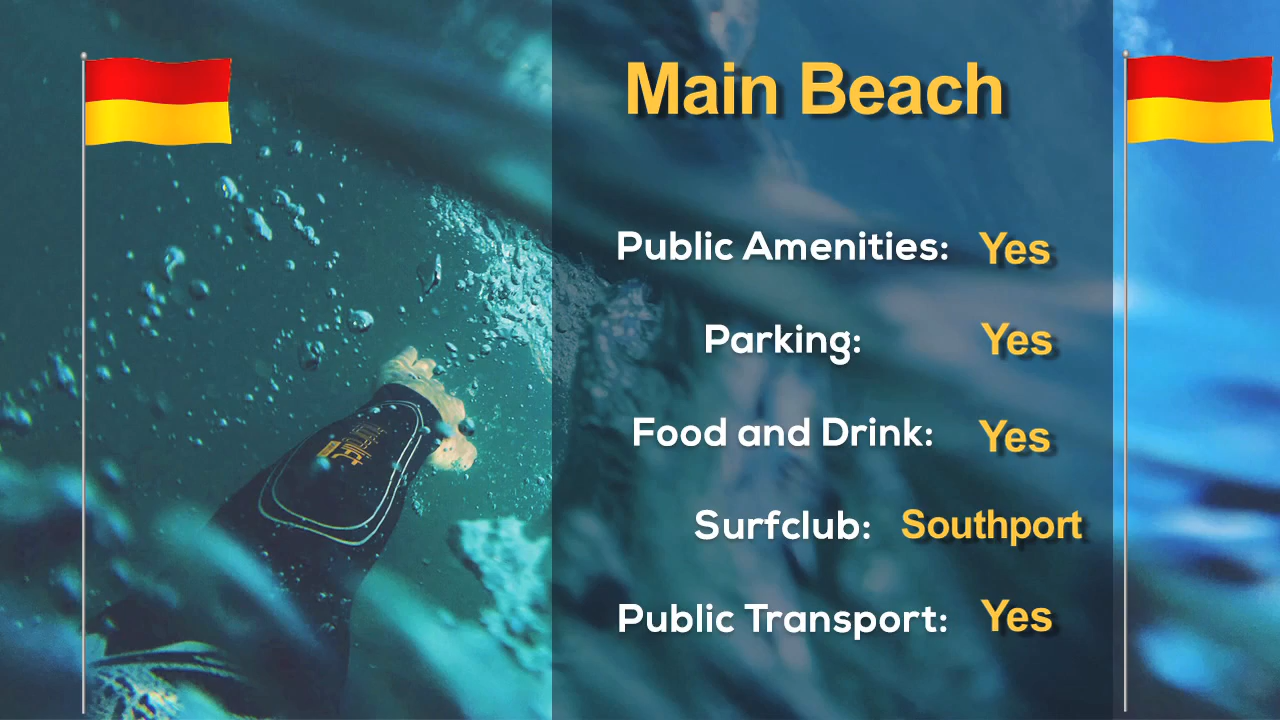 Main Beach
Public Amenities: Yes
Parking: Yes
Food and Drink: Yes
Surfclub: Southport
Public Transport: Yes